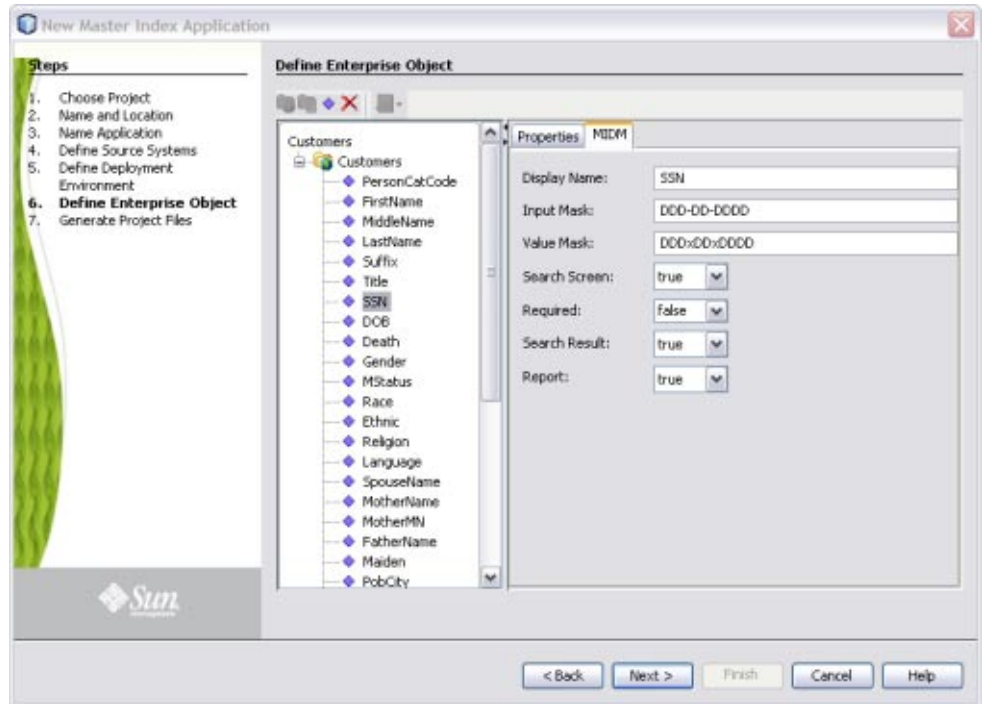 New Master Index Application
Steps
1. Choose Project
2. Name and Location
3. Name Application
4. Define Source Systems
5. Define Deployment
Environment
6. Define Enterprise Object
7. Generate Project Files
Sun
Define Enterprise Object
Customers
Customers
PersonCatCode
FirstName
MiddleName
LastName
Suffix
Title
SSN
DOB
Death
Gender
MStatus
Race
Ethnic
Religion
Language
SpouseName
MotherName
MotherMN
FatherName
Maiden
PobCity
Properties MIDM
Display Name: SSN
Input Mask: DDD-DD-DDDD
Value Mask: DDDxDDxDDDD
Search Screen: true
Required: false
Search Result: true
Report: true
< Back Next > Finish Cancel Help